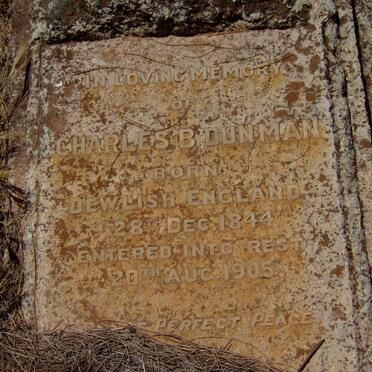 IN LOVING MEMORY
OF
CHARLES B. DUNMAN
BORN
DEWLISH ENGLAND
28TH DEC. 1844
ENTERED INTO REST
20TH AUG. 1905
PERFECT PEACE